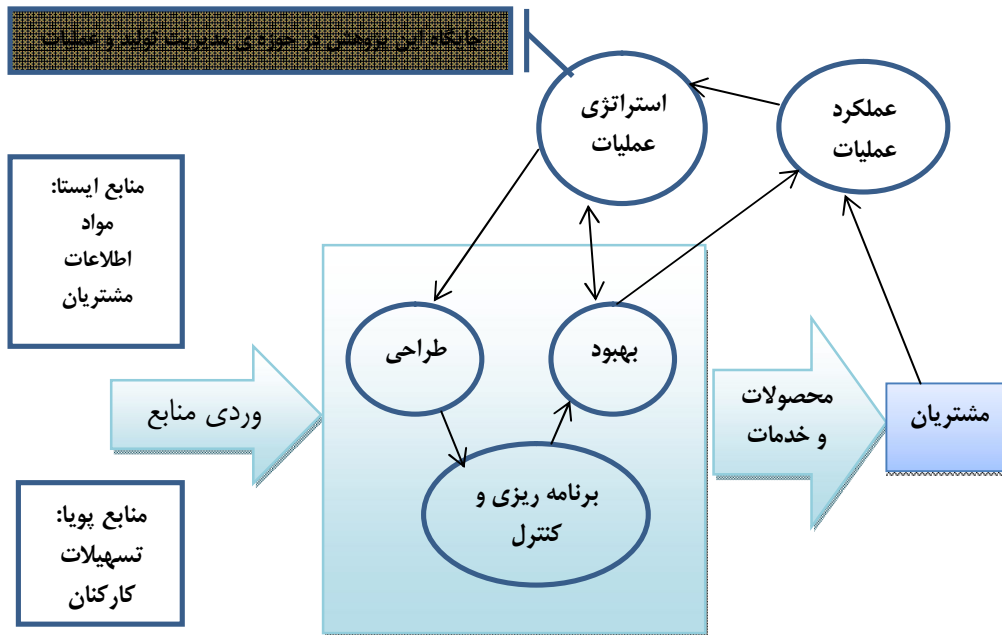 جایگاه این پژوهش در حوزه ی مدیریت تولید و عملیات
استراتژی
عملیات
عملکرد
عملیات
منابع ایستا:
مواد
اطلاعات
مشتریان
طراحی
بهبود
وردی منابع
محصولات
و خدمات
مشتریان
برنامه ریزی و
کنترل
منابع پویا:
تسهیلات
کارکنان